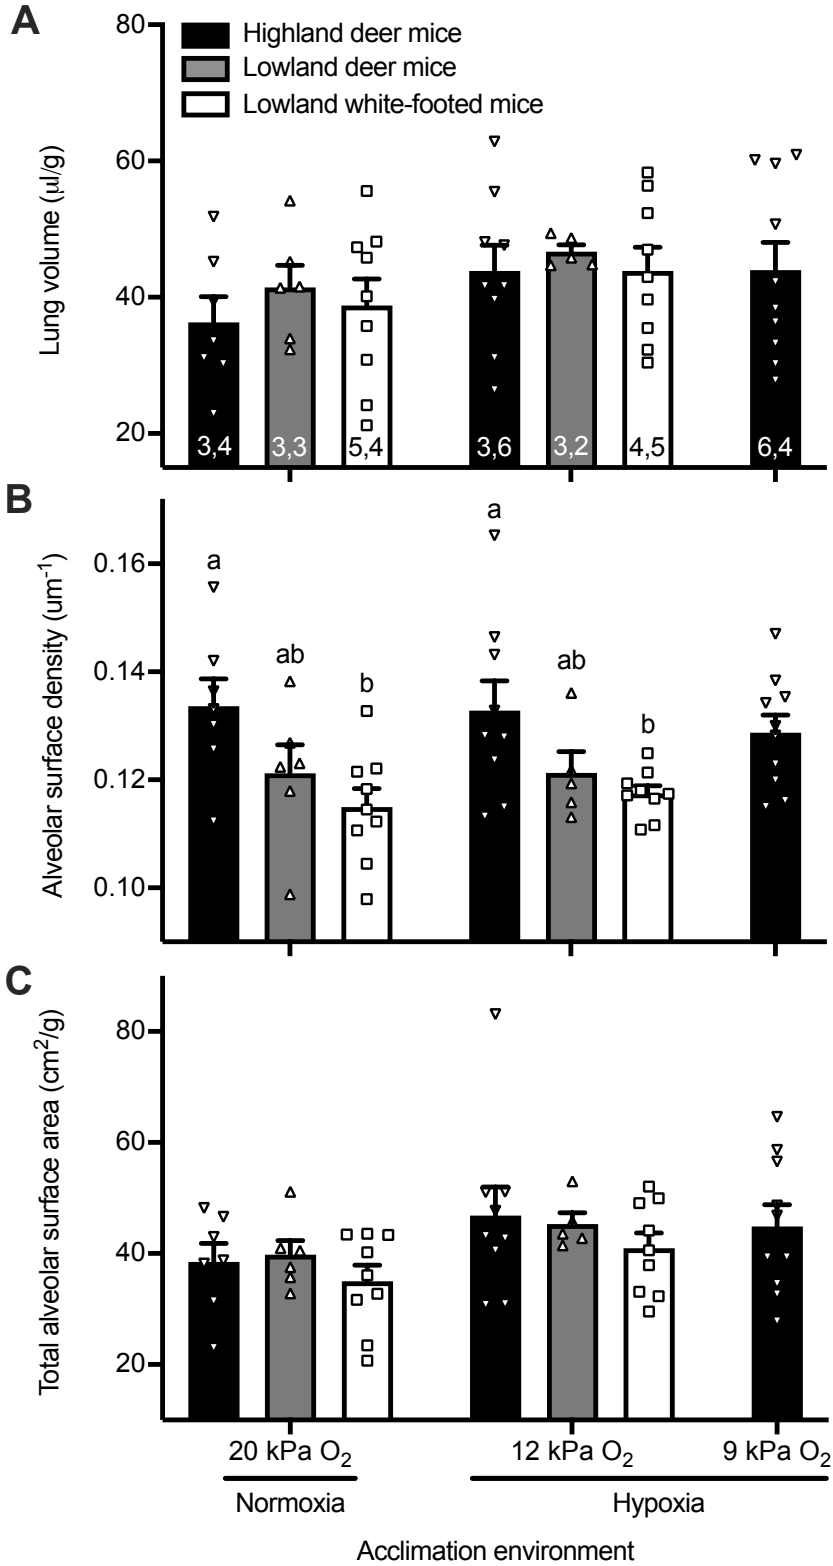 A
80
Highland deer mice
Lowland deer mice
Lowland white-footed mice
60
Lung volume (µl/g)
40
20
3,4 3,3 5,4 3,6 3,2 4,5 6,4
B
a
a
0.16
Alveolar surface density (um⁻¹)
ab ab
0.14
b
b
0.12
0.10
C
80
Total alveolar surface area (cm²/g)
60
40
20
20 kPa O₂ 12 kPa O₂ 9 kPa O₂
Normoxia Hypoxia
Acclimation environment